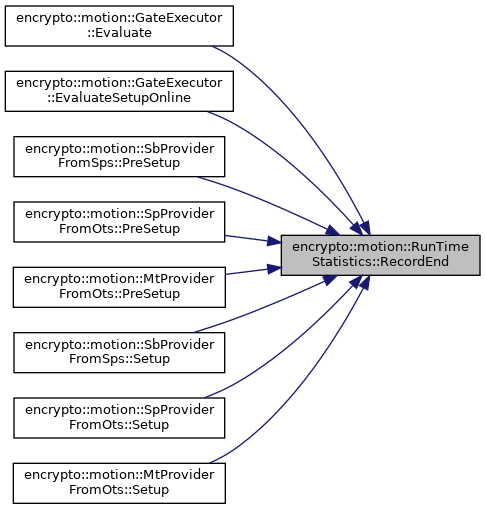 encrypto::motion::GateExecutor
::Evaluate
encrypto::motion::GateExecutor
::EvaluateSetupOnline
encrypto::motion::SbProvider
FromSps::PreSetup
encrypto::motion::SpProvider
FromOts::PreSetup
encrypto::motion::MtProvider
FromOts::PreSetup
encrypto::motion::SbProvider
FromSps::Setup
encrypto::motion::SpProvider
FromOts::Setup
encrypto::motion::MtProvider
FromOts::Setup
encrypto::motion::RunTime
Statistics::RecordEnd